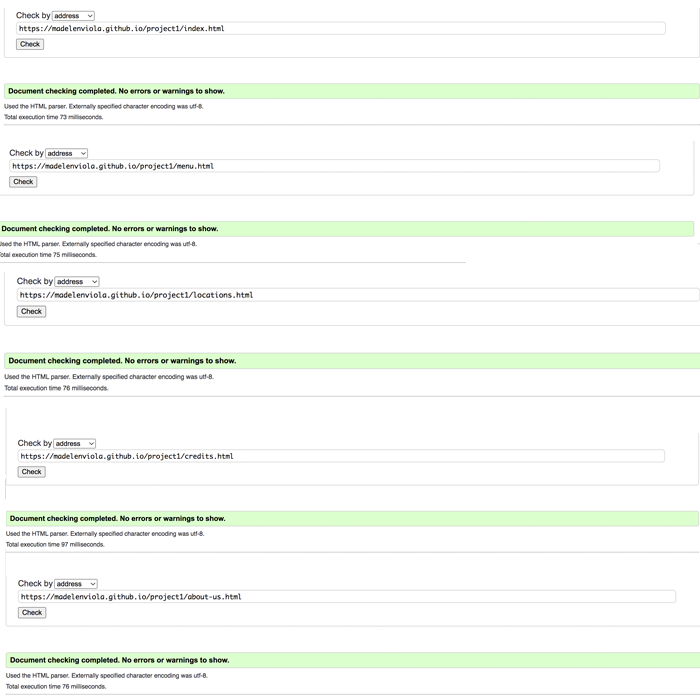 Check by address
https://madelenviola.github.io/project1/index.html
Check
Document checking completed. No errors or warnings to show.
Used the HTML parser. Externally specified character encoding was utf-8.
Total execution time 73 milliseconds.
Check by address
https://madelenviola.github.io/project1/menu.html
Check
Document checking completed. No errors or warnings to show.
Used the HTML parser. Externally specified character encoding was utf-8.
Total execution time 75 milliseconds.
Check by address
https://madelenviola.github.io/project1/locations.html
Check
Document checking completed. No errors or warnings to show.
Used the HTML parser. Externally specified character encoding was utf-8.
Total execution time 76 milliseconds.
Check by address
https://madelenviola.github.io/project1/credits.html
Check
Document checking completed. No errors or warnings to show.
Used the HTML parser. Externally specified character encoding was utf-8.
Total execution time 97 milliseconds.
Check by address
https://madelenviola.github.io/project1/about-us.html
Check
Document checking completed. No errors or warnings to show.
Used the HTML parser. Externally specified character encoding was utf-8.
Total execution time 76 milliseconds.